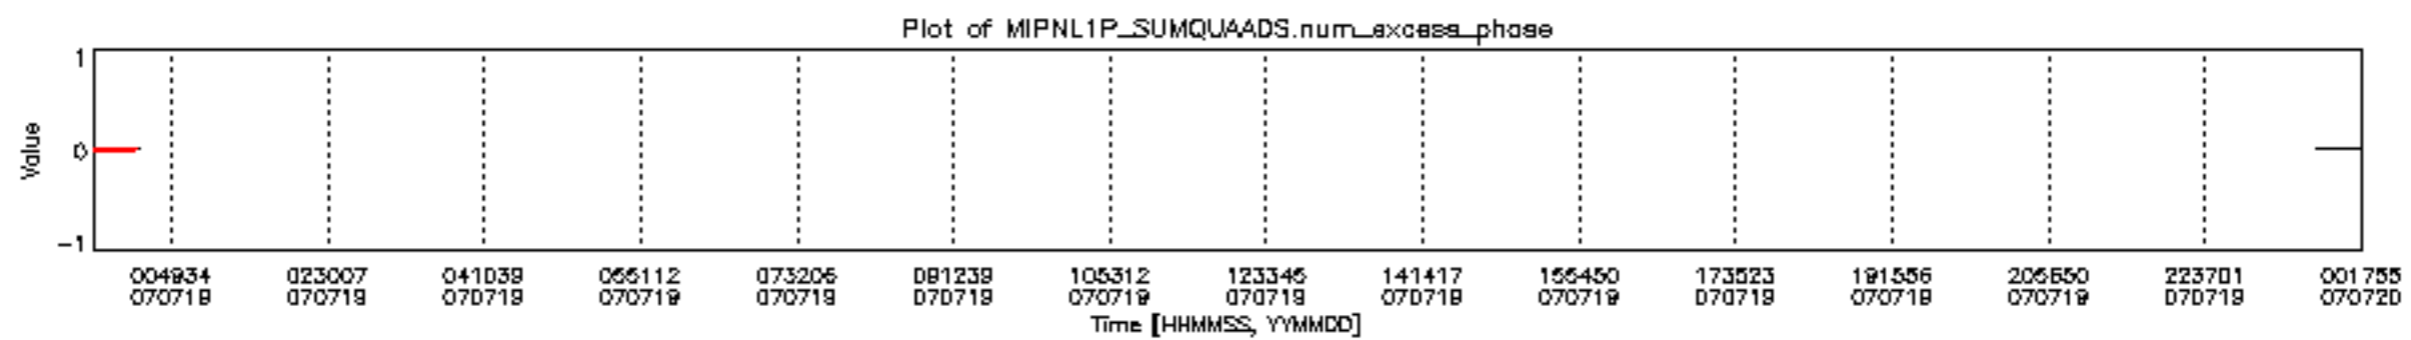 Plot of MIPNL1P_SUMQUAADS.num_excess_phase
1
Value
0
-1
004934 023007 041039 055112 073206 091239 105312 123345 141417 155450 173523 191556 205650 223701 001755
070719 070719 070719 070719 070719 070719 070719 070719 070719 070719 070719 070719 070719 070719 070720
Time [HHMMSS, YYMMDD]